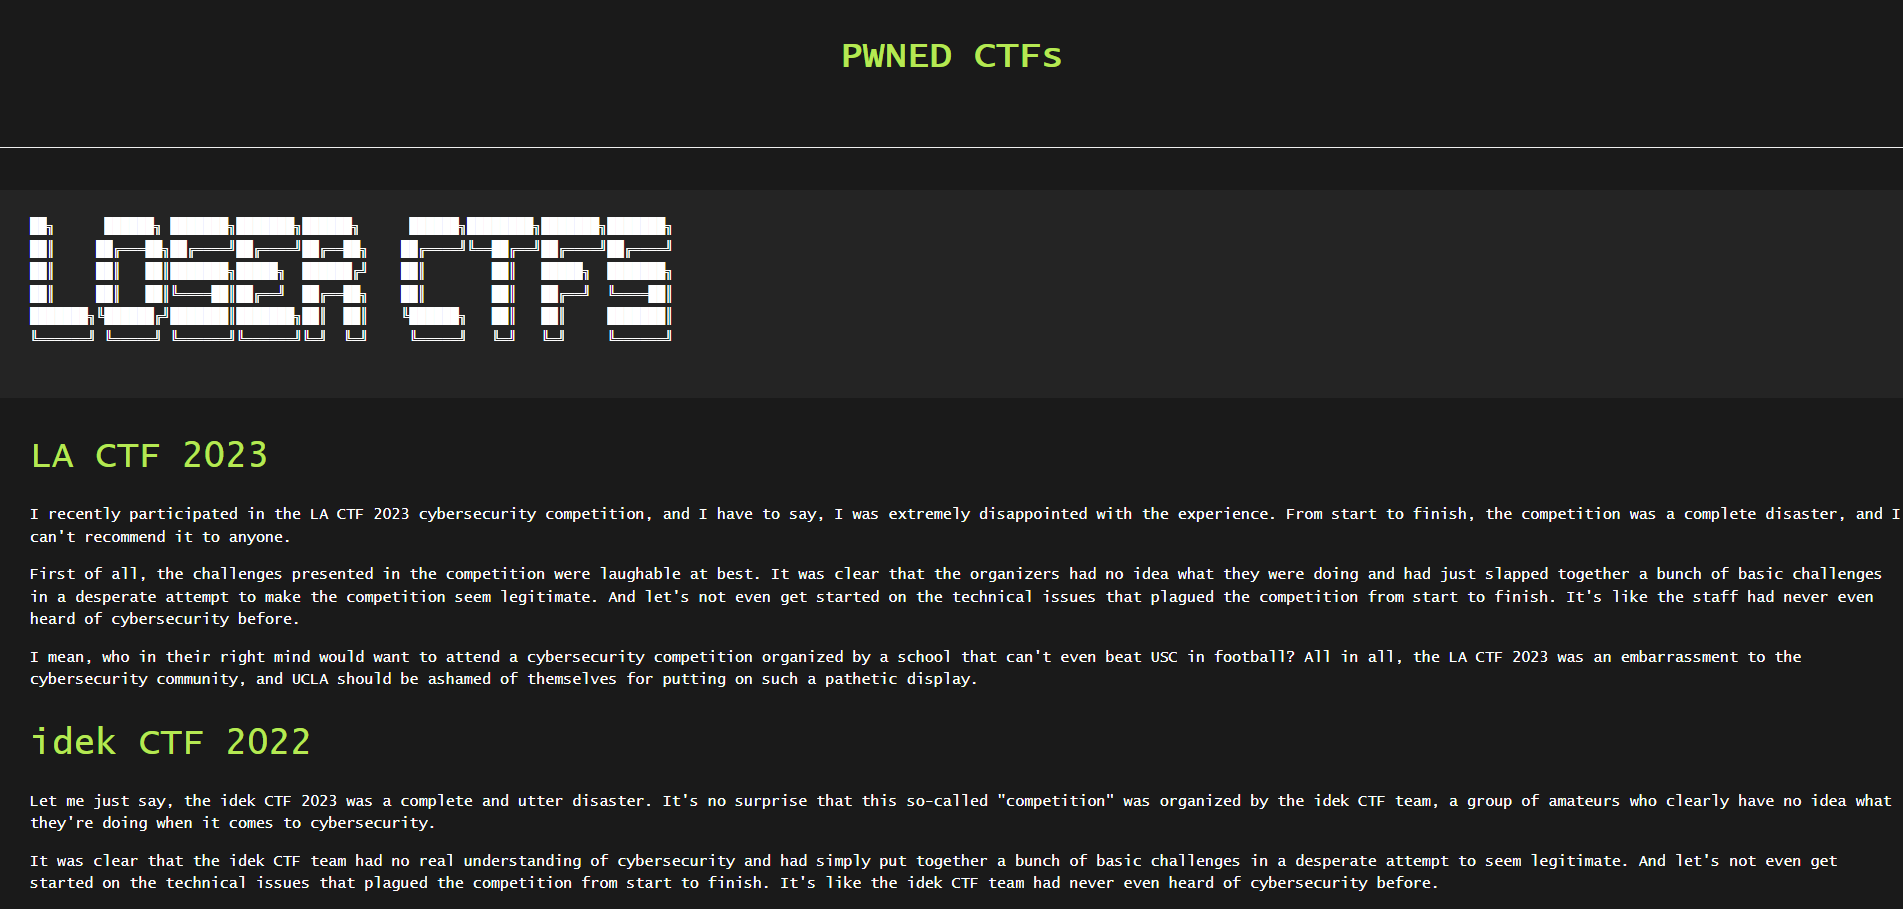 PWNED CTFs
LOSER CTFS
LA CTF 2023
I recently participated in the LA CTF 2023 cybersecurity competition, and I have to say, I was extremely disappointed with the experience. From start to finish, the competition was a complete disaster, and I
can't recommend it to anyone.
First of all, the challenges presented in the competition were laughable at best. It was clear that the organizers had no idea what they were doing and had just slapped together a bunch of basic challenges
in a desperate attempt to make the competition seem legitimate. And let's not even get started on the technical issues that plagued the competition from start to finish. It's like the staff had never even
heard of cybersecurity before.
I mean, who in their right mind would want to attend a cybersecurity competition organized by a school that can't even beat USC in football? All in all, the LA CTF 2023 was an embarrassment to the
cybersecurity community, and UCLA should be ashamed of themselves for putting on such a pathetic display.
idek CTF 2022
Let me just say, the idek CTF 2023 was a complete and utter disaster. It's no surprise that this so-called "competition" was organized by the idek CTF team, a group of amateurs who clearly have no idea what
they're doing when it comes to cybersecurity.
It was clear that the idek CTF team had no real understanding of cybersecurity and had simply put together a bunch of basic challenges in a desperate attempt to seem legitimate. And let's not even get
started on the technical issues that plagued the competition from start to finish. It's like the idek CTF team had never even heard of cybersecurity before.